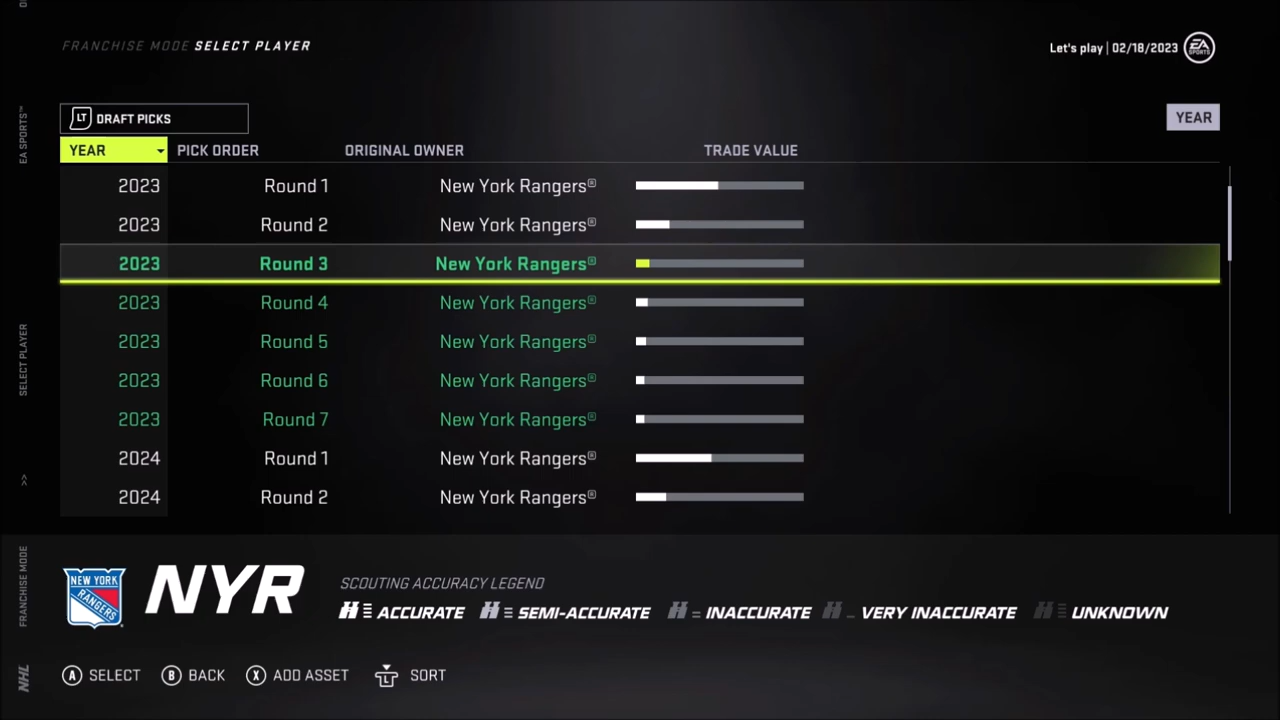 FRANCHISE MODE SELECT PLAYER
Let's play | 02/18/2023
EA SPORTS
LT DRAFT PICKS
YEAR
YEAR PICK ORDER ORIGINAL OWNER TRADE VALUE
2023 Round 1 New York Rangers®
2023 Round 2 New York Rangers®
2023 Round 3 New York Rangers®
2023 Round 4 New York Rangers®
2023 Round 5 New York Rangers®
2023 Round 6 New York Rangers®
2023 Round 7 New York Rangers®
2024 Round 1 New York Rangers®
2024 Round 2 New York Rangers®
EA SPORTS™
SELECT PLAYER
>>
FRANCHISE MODE
NHL
NEW YORK
RANGERS
NYR
SCOUTING ACCURACY LEGEND
ACCURATE SEMI-ACCURATE INACCURATE VERY INACCURATE UNKNOWN
A SELECT B BACK X ADD ASSET L SORT